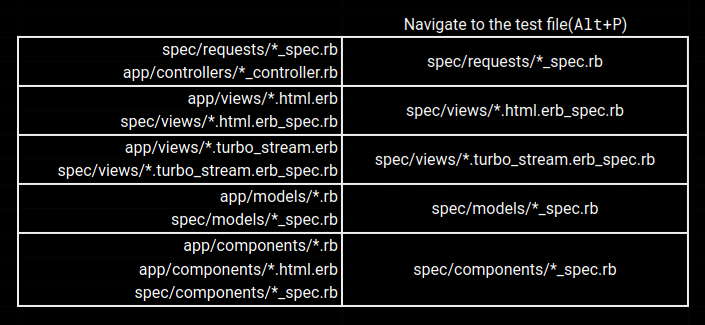 Navigate to the test file(Alt+P)
spec/requests/*_spec.rb
app/controllers/*_controller.rb
spec/requests/*_spec.rb
app/views/*.html.erb
spec/views/*.html.erb_spec.rb
spec/views/*.html.erb_spec.rb
app/views/*.turbo_stream.erb
spec/views/*.turbo_stream.erb_spec.rb
spec/views/*.turbo_stream.erb_spec.rb
app/models/*.rb
spec/models/*_spec.rb
spec/models/*_spec.rb
app/components/*.rb
app/components/*.html.erb
spec/components/*_spec.rb
spec/components/*_spec.rb